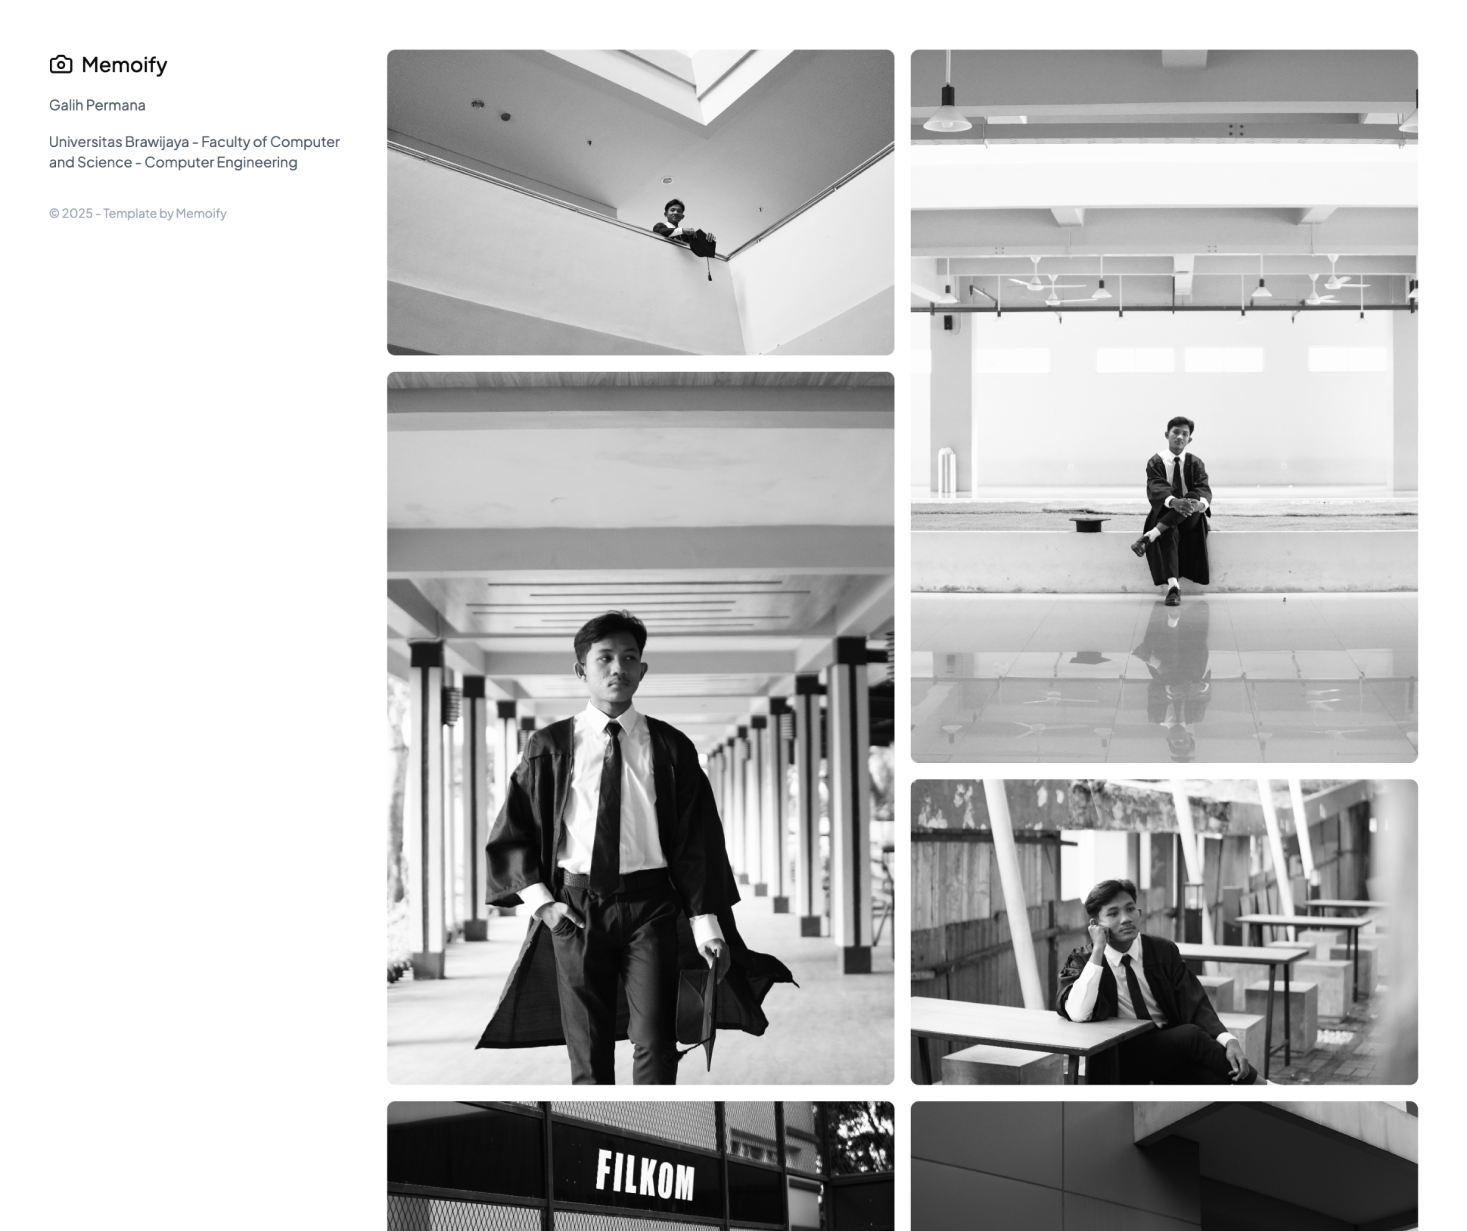 Memoify
Galih Permana
Universitas Brawijaya - Faculty of Computer
and Science - Computer Engineering
© 2025 - Template by Memoify
FILKOM